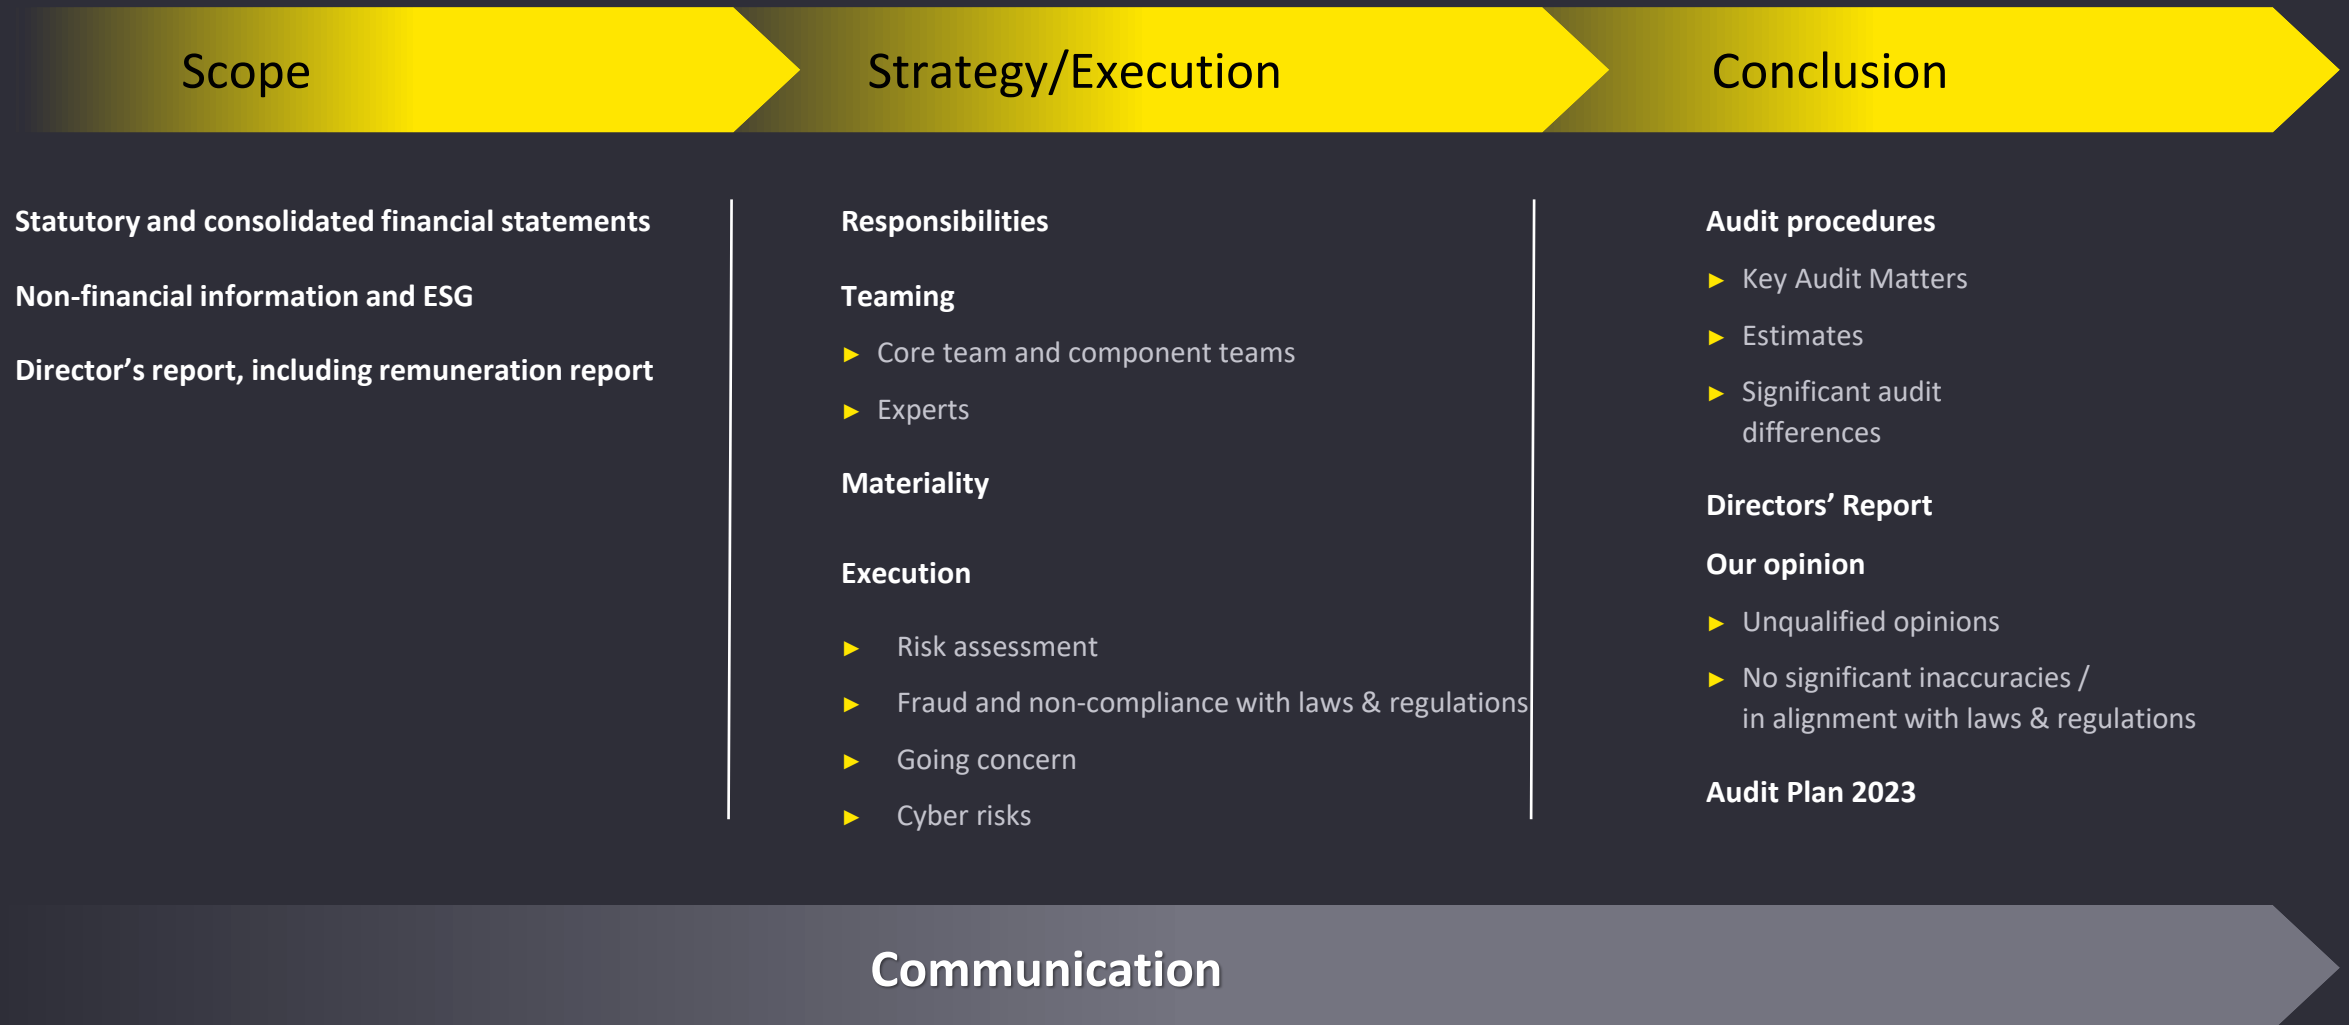 Scope
Strategy/Execution
Conclusion
Statutory and consolidated financial statements
Non-financial information and ESG
Director’s report, including remuneration report
Responsibilities
Teaming
► Core team and component teams
► Experts
Materiality
Execution
► Risk assessment
► Fraud and non-compliance with laws & regulations
► Going concern
► Cyber risks
Audit procedures
► Key Audit Matters
► Estimates
► Significant audit
differences
Directors’ Report
Our opinion
► Unqualified opinions
► No significant inaccuracies /
in alignment with laws & regulations
Audit Plan 2023
Communication